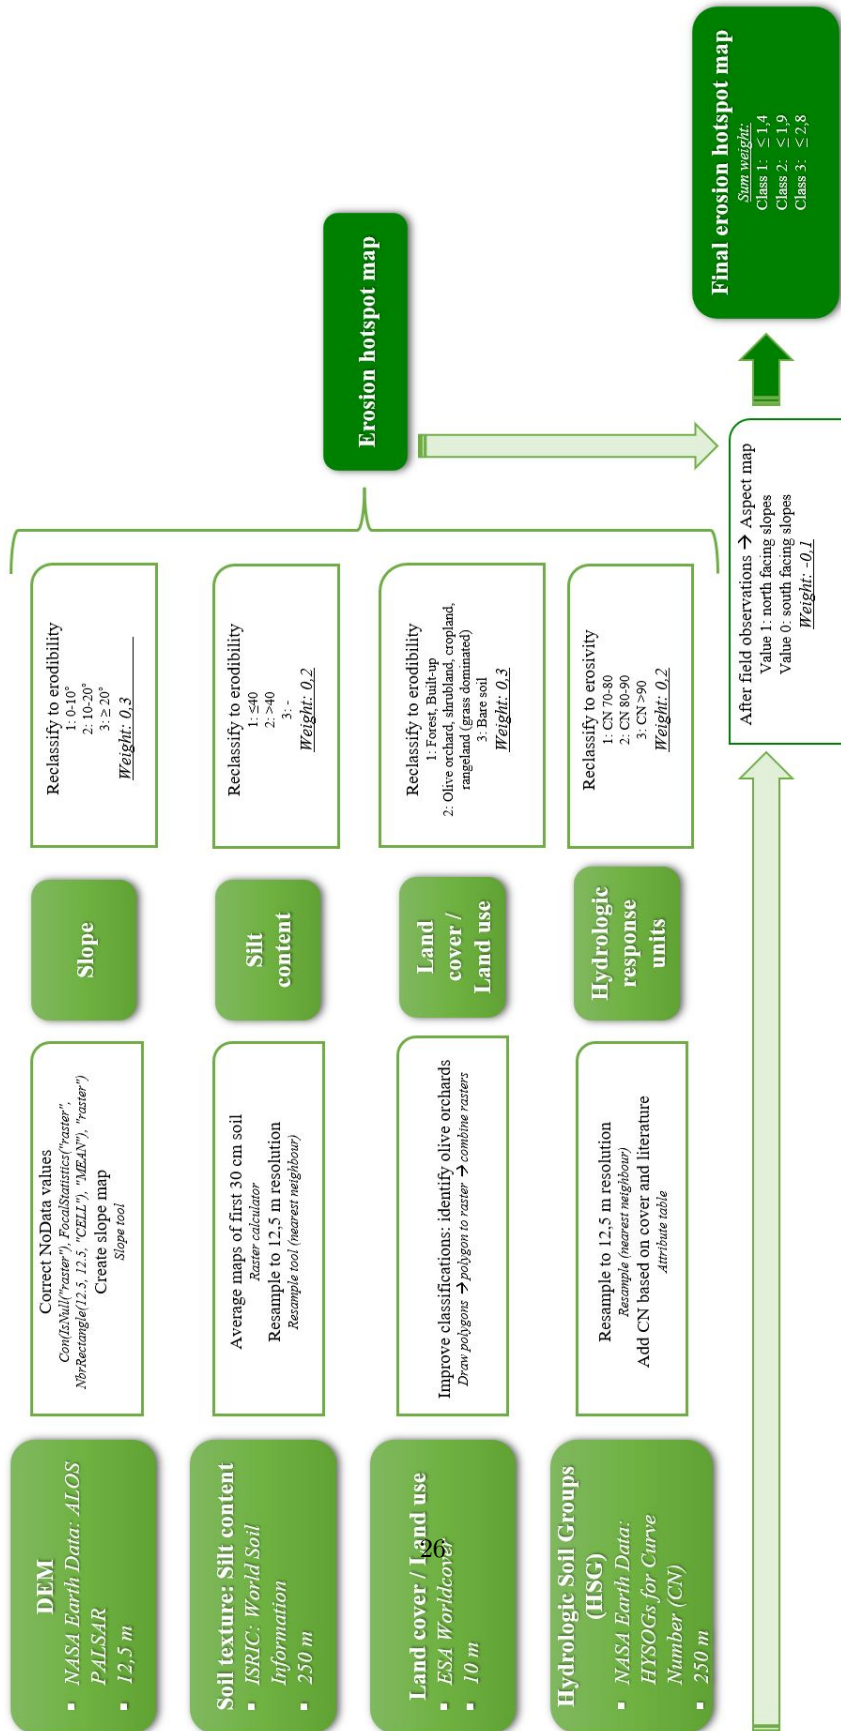 DEM
▪ NASA Earth Data: ALOS
PALSAR
▪ 12,5 m
Correct NoData values
Con(IsNull("raster"), FocalStatistics("raster",
NbrRectangle(12.5, 12.5, "CELL"), "MEAN"), "raster")
Create slope map
Slope tool
Slope
Reclassify to erodibility
1: 0-10°
2: 10-20°
3: ≥ 20°
Weight: 0,3
Soil texture: Silt content
▪ ISRIC: World Soil
Information
▪ 250 m
Average maps of first 30 cm soil
Raster calculator
Resample to 12,5 m resolution
Resample tool (nearest neighbour)
Silt
content
Reclassify to erodibility
1: ≤40
2: >40
3: -
Weight: 0,2
Land cover / Land use
▪ ESA Worldcover
▪ 10 m
Improve classifications: identify olive orchards
Draw polygons → polygon to raster → combine rasters
Land
cover /
Land use
Reclassify to erodibility
1: Forest, Built-up
2: Olive orchard, shrubland, cropland,
rangeland (grass dominated)
3: Bare soil
Weight: 0,3
Hydrologic Soil Groups
(HSG)
▪ NASA Earth Data:
HYSOGs for Curve
Number (CN)
▪ 250 m
Resample to 12,5 m resolution
Resample (nearest neighbour)
Add CN based on cover and literature
Attribute table
Hydrologic
response
units
Reclassify to erosivity
1: CN 70-80
2: CN 80-90
3: CN >90
Weight: 0,2
Erosion hotspot map
After field observations → Aspect map
Value 1: north facing slopes
Value 0: south facing slopes
Weight: -0,1
Final erosion hotspot map
Sum weight:
Class 1: ≤ 1,4
Class 2: ≤ 1,9
Class 3: ≤ 2,8
26